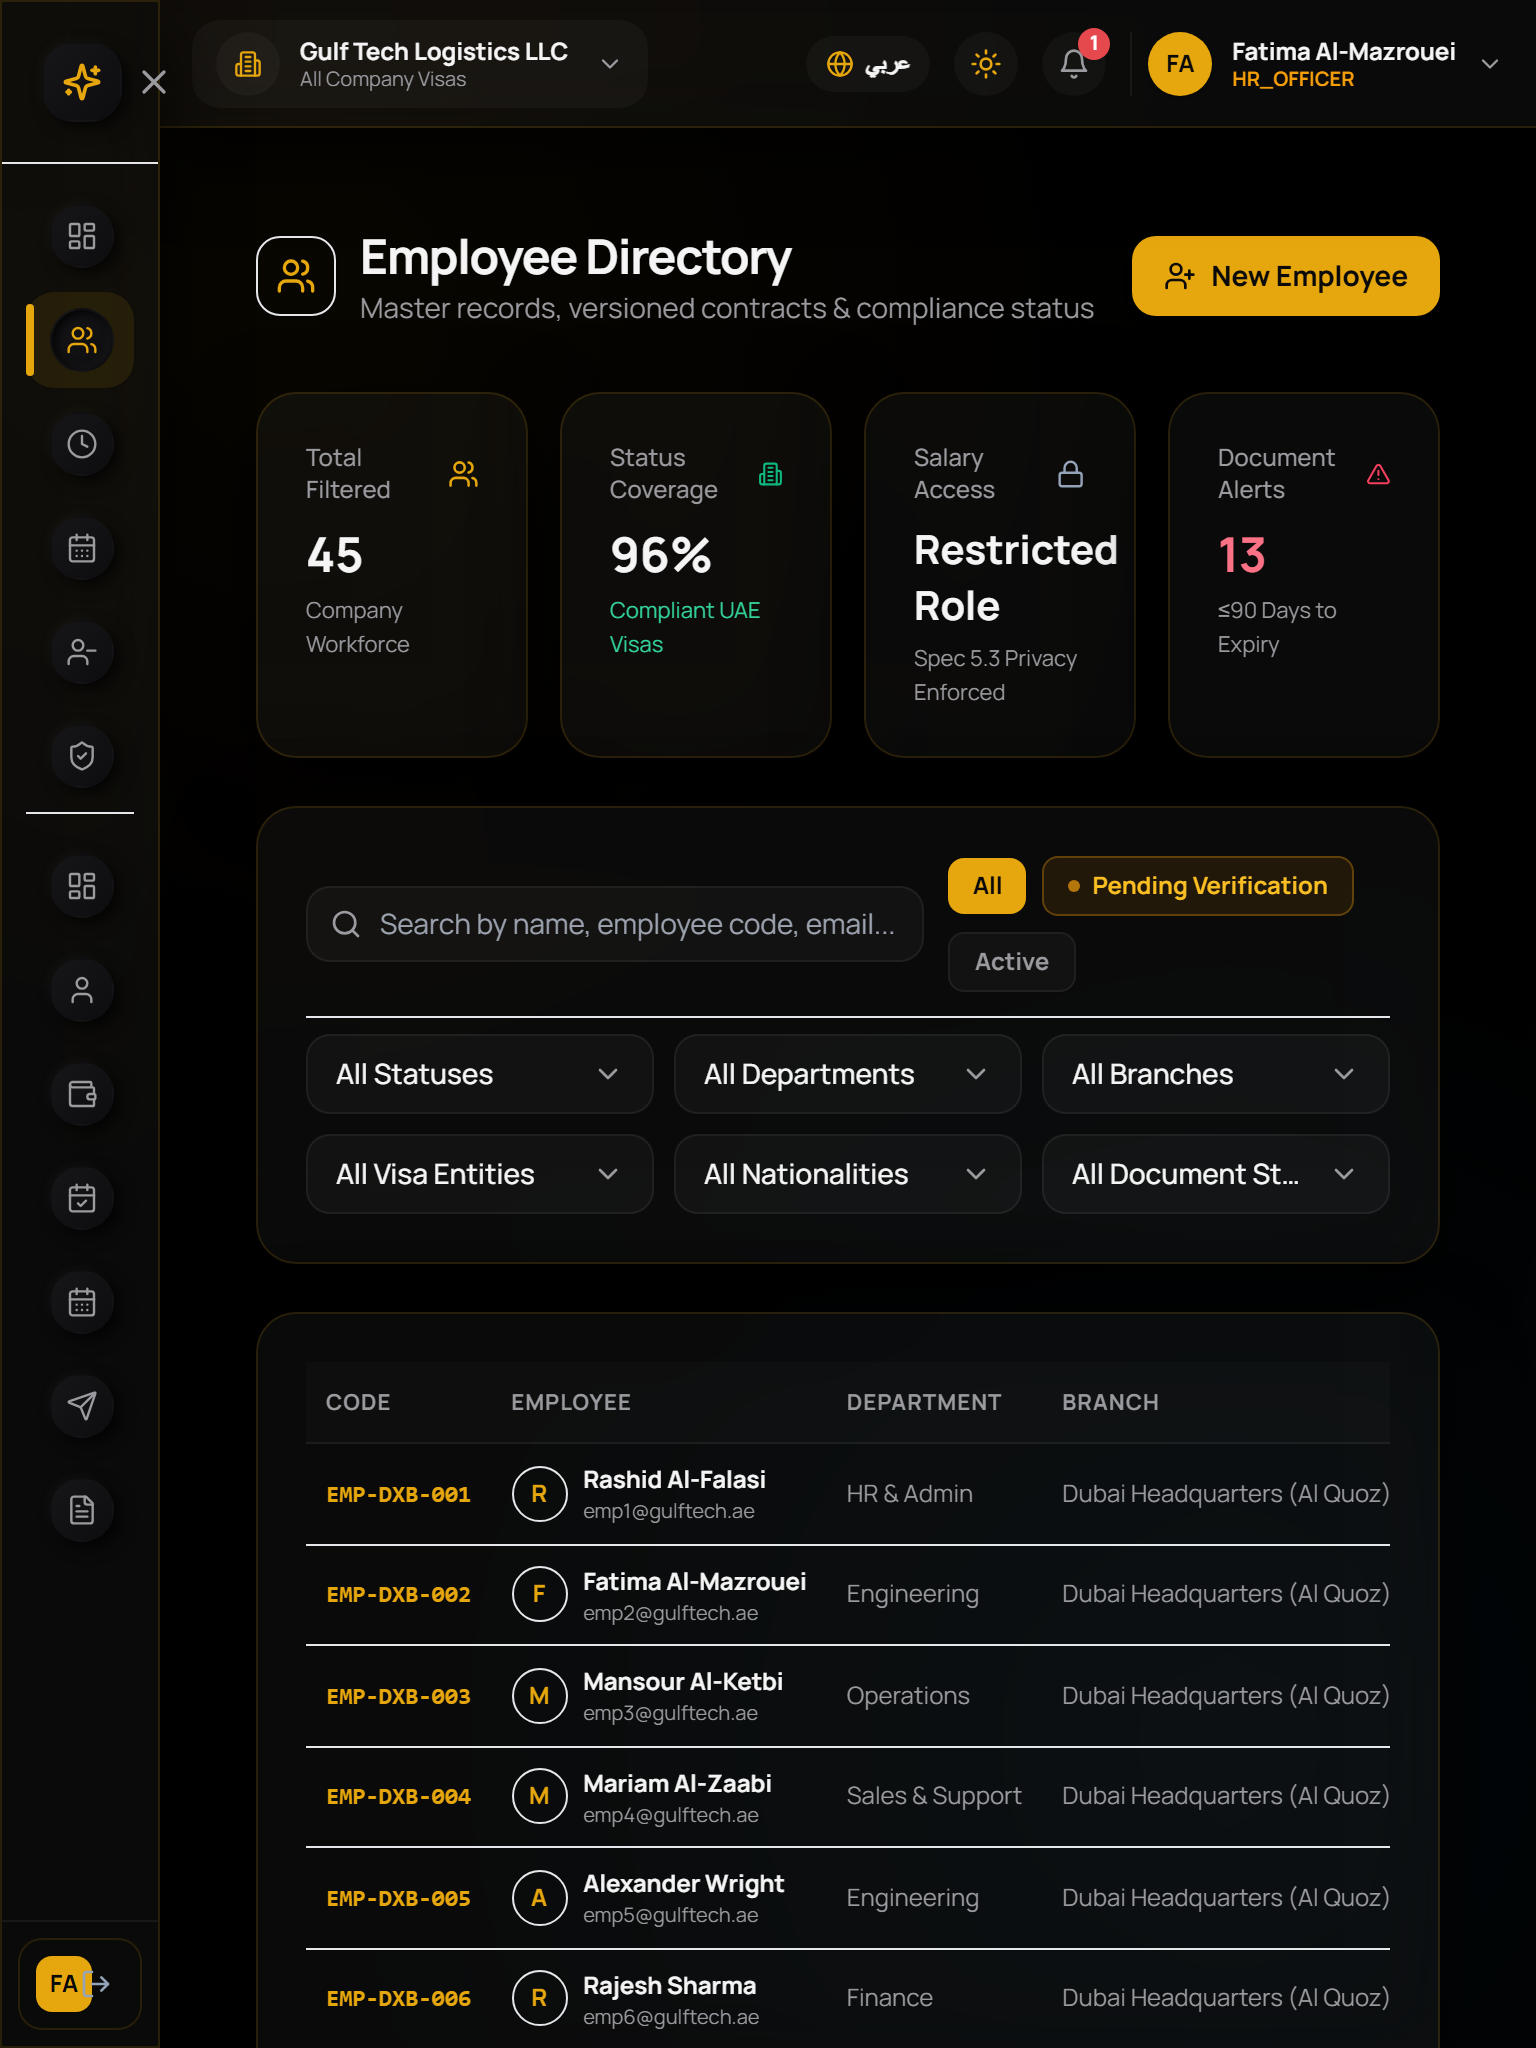 Gulf Tech Logistics LLC
All Company Visas
عربي
1
FA
Fatima Al-Mazrouei
HR_OFFICER
Employee Directory
Master records, versioned contracts & compliance status
New Employee
Total
Filtered
45
Company
Workforce
Status
Coverage
96%
Compliant UAE
Visas
Salary
Access
Restricted
Role
Spec 5.3 Privacy
Enforced
Document
Alerts
13
≤90 Days to
Expiry
Search by name, employee code, email...
All
Pending Verification
Active
All Statuses
All Departments
All Branches
All Visa Entities
All Nationalities
All Document St...
CODE EMPLOYEE DEPARTMENT BRANCH
EMP-DXB-001 R Rashid Al-Falasi HR & Admin Dubai Headquarters (Al Quoz)
emp1@gulftech.ae
EMP-DXB-002 F Fatima Al-Mazrouei Engineering Dubai Headquarters (Al Quoz)
emp2@gulftech.ae
EMP-DXB-003 M Mansour Al-Ketbi Operations Dubai Headquarters (Al Quoz)
emp3@gulftech.ae
EMP-DXB-004 M Mariam Al-Zaabi Sales & Support Dubai Headquarters (Al Quoz)
emp4@gulftech.ae
EMP-DXB-005 A Alexander Wright Engineering Dubai Headquarters (Al Quoz)
emp5@gulftech.ae
EMP-DXB-006 R Rajesh Sharma Finance Dubai Headquarters (Al Quoz)
emp6@gulftech.ae
FA